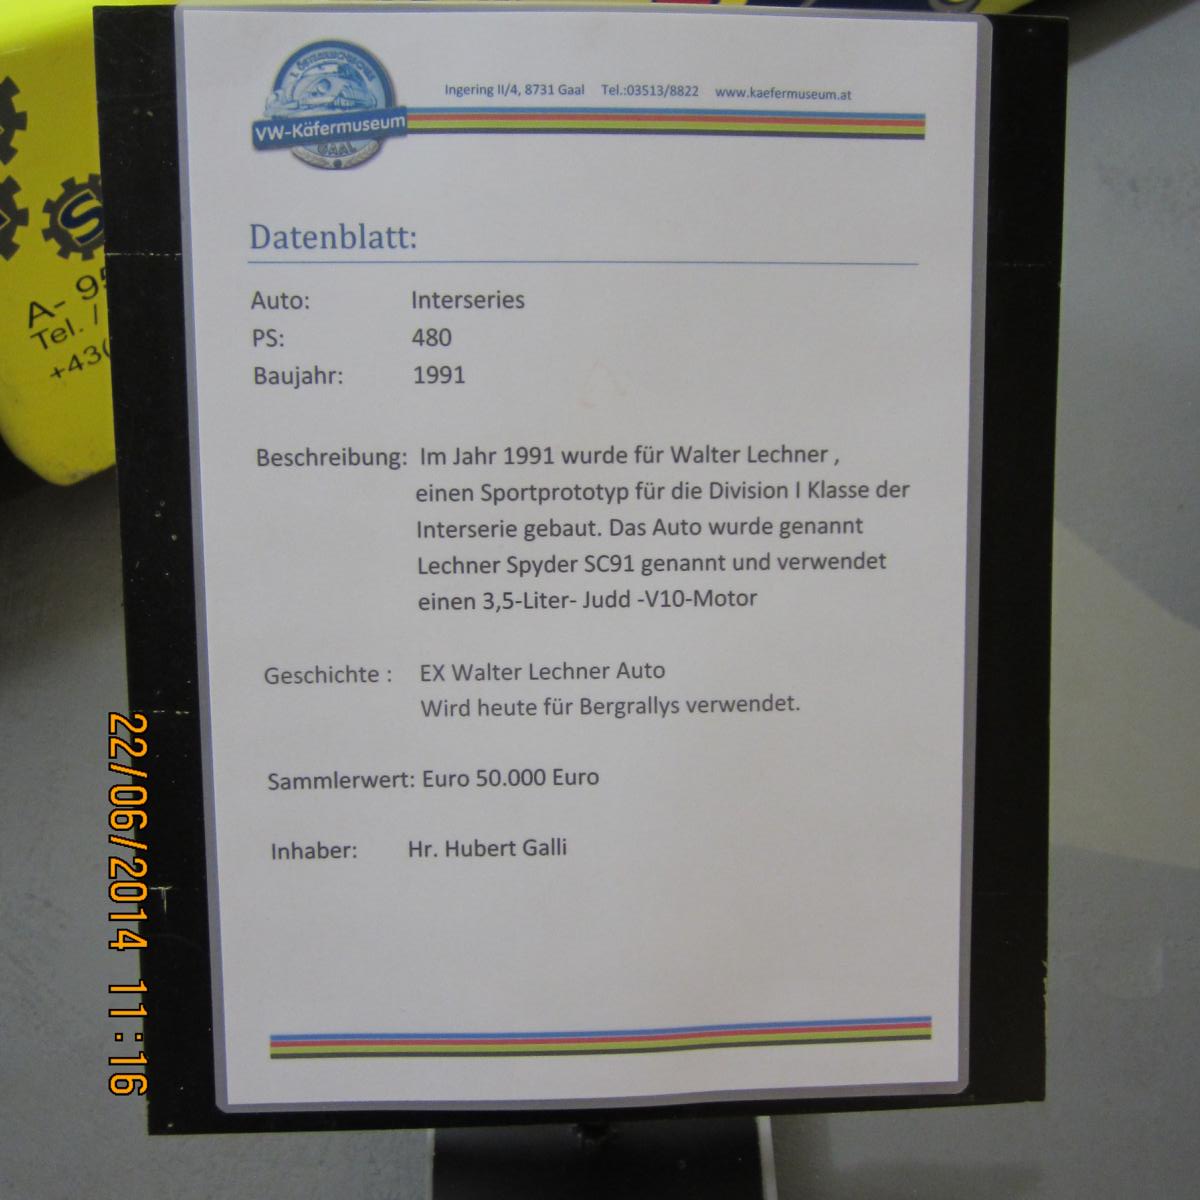 1. ÖSTERREICHISCHES
VW-Käfermuseum
GAAL
Ingering II/4, 8731 Gaal Tel.:03513/8822 www.kaefermuseum.at
Datenblatt:
Auto: Interseries
PS: 480
Baujahr: 1991
Beschreibung: Im Jahr 1991 wurde für Walter Lechner ,
einen Sportprototyp für die Division I Klasse der
Interserie gebaut. Das Auto wurde genannt
Lechner Spyder SC91 genannt und verwendet
einen 3,5-Liter- Judd -V10-Motor
Geschichte : EX Walter Lechner Auto
Wird heute für Bergrallys verwendet.
Sammlerwert: Euro 50.000 Euro
Inhaber: Hr. Hubert Galli
S
A- 95
Tel. /
+43(
22/06/2014 11:16